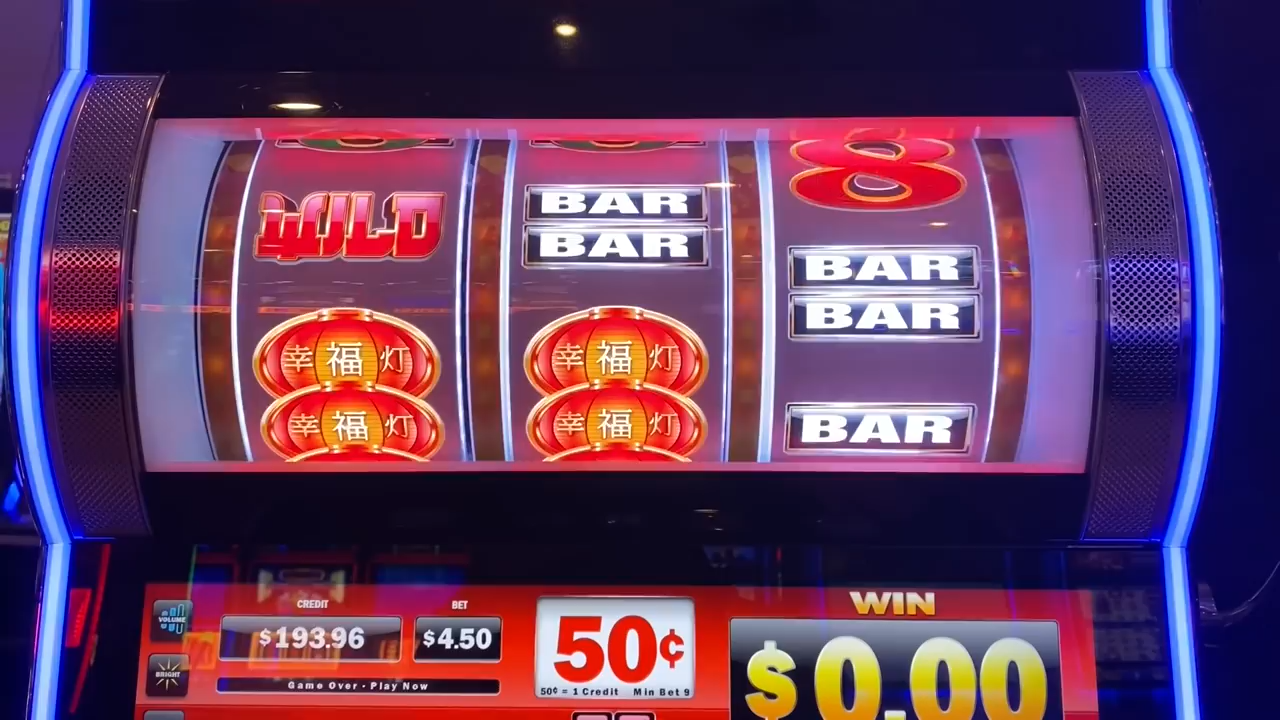 8
WILD
BAR
BAR
BAR
BAR
幸 福 灯
幸 福 灯
幸 福 灯
幸 福 灯
BAR
CREDIT
BET
WIN
VOLUME
$193.96
$4.50
50¢
$0.00
BRIGHT
Game Over - Play Now
50¢ = 1 Credit Min Bet 9